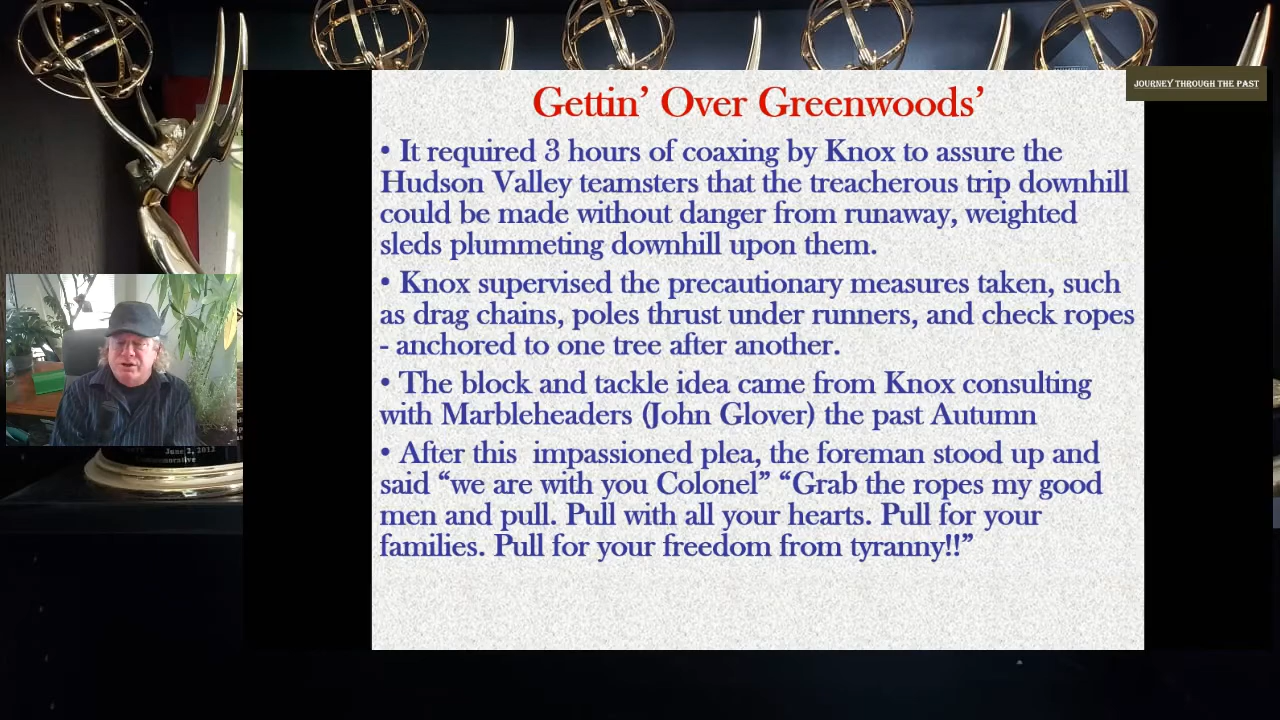 JOURNEY THROUGH THE PAST
Gettin' Over Greenwoods'
• It required 3 hours of coaxing by Knox to assure the
Hudson Valley teamsters that the treacherous trip downhill
could be made without danger from runaway, weighted
sleds plummeting downhill upon them.
• Knox supervised the precautionary measures taken, such
as drag chains, poles thrust under runners, and check ropes
- anchored to one tree after another.
• The block and tackle idea came from Knox consulting
with Marbleheaders (John Glover) the past Autumn
• After this  impassioned plea, the foreman stood up and
said “we are with you Colonel” “Grab the ropes my good
men and pull. Pull with all your hearts. Pull for your
families. Pull for your freedom from tyranny!!”
June 2, 2012